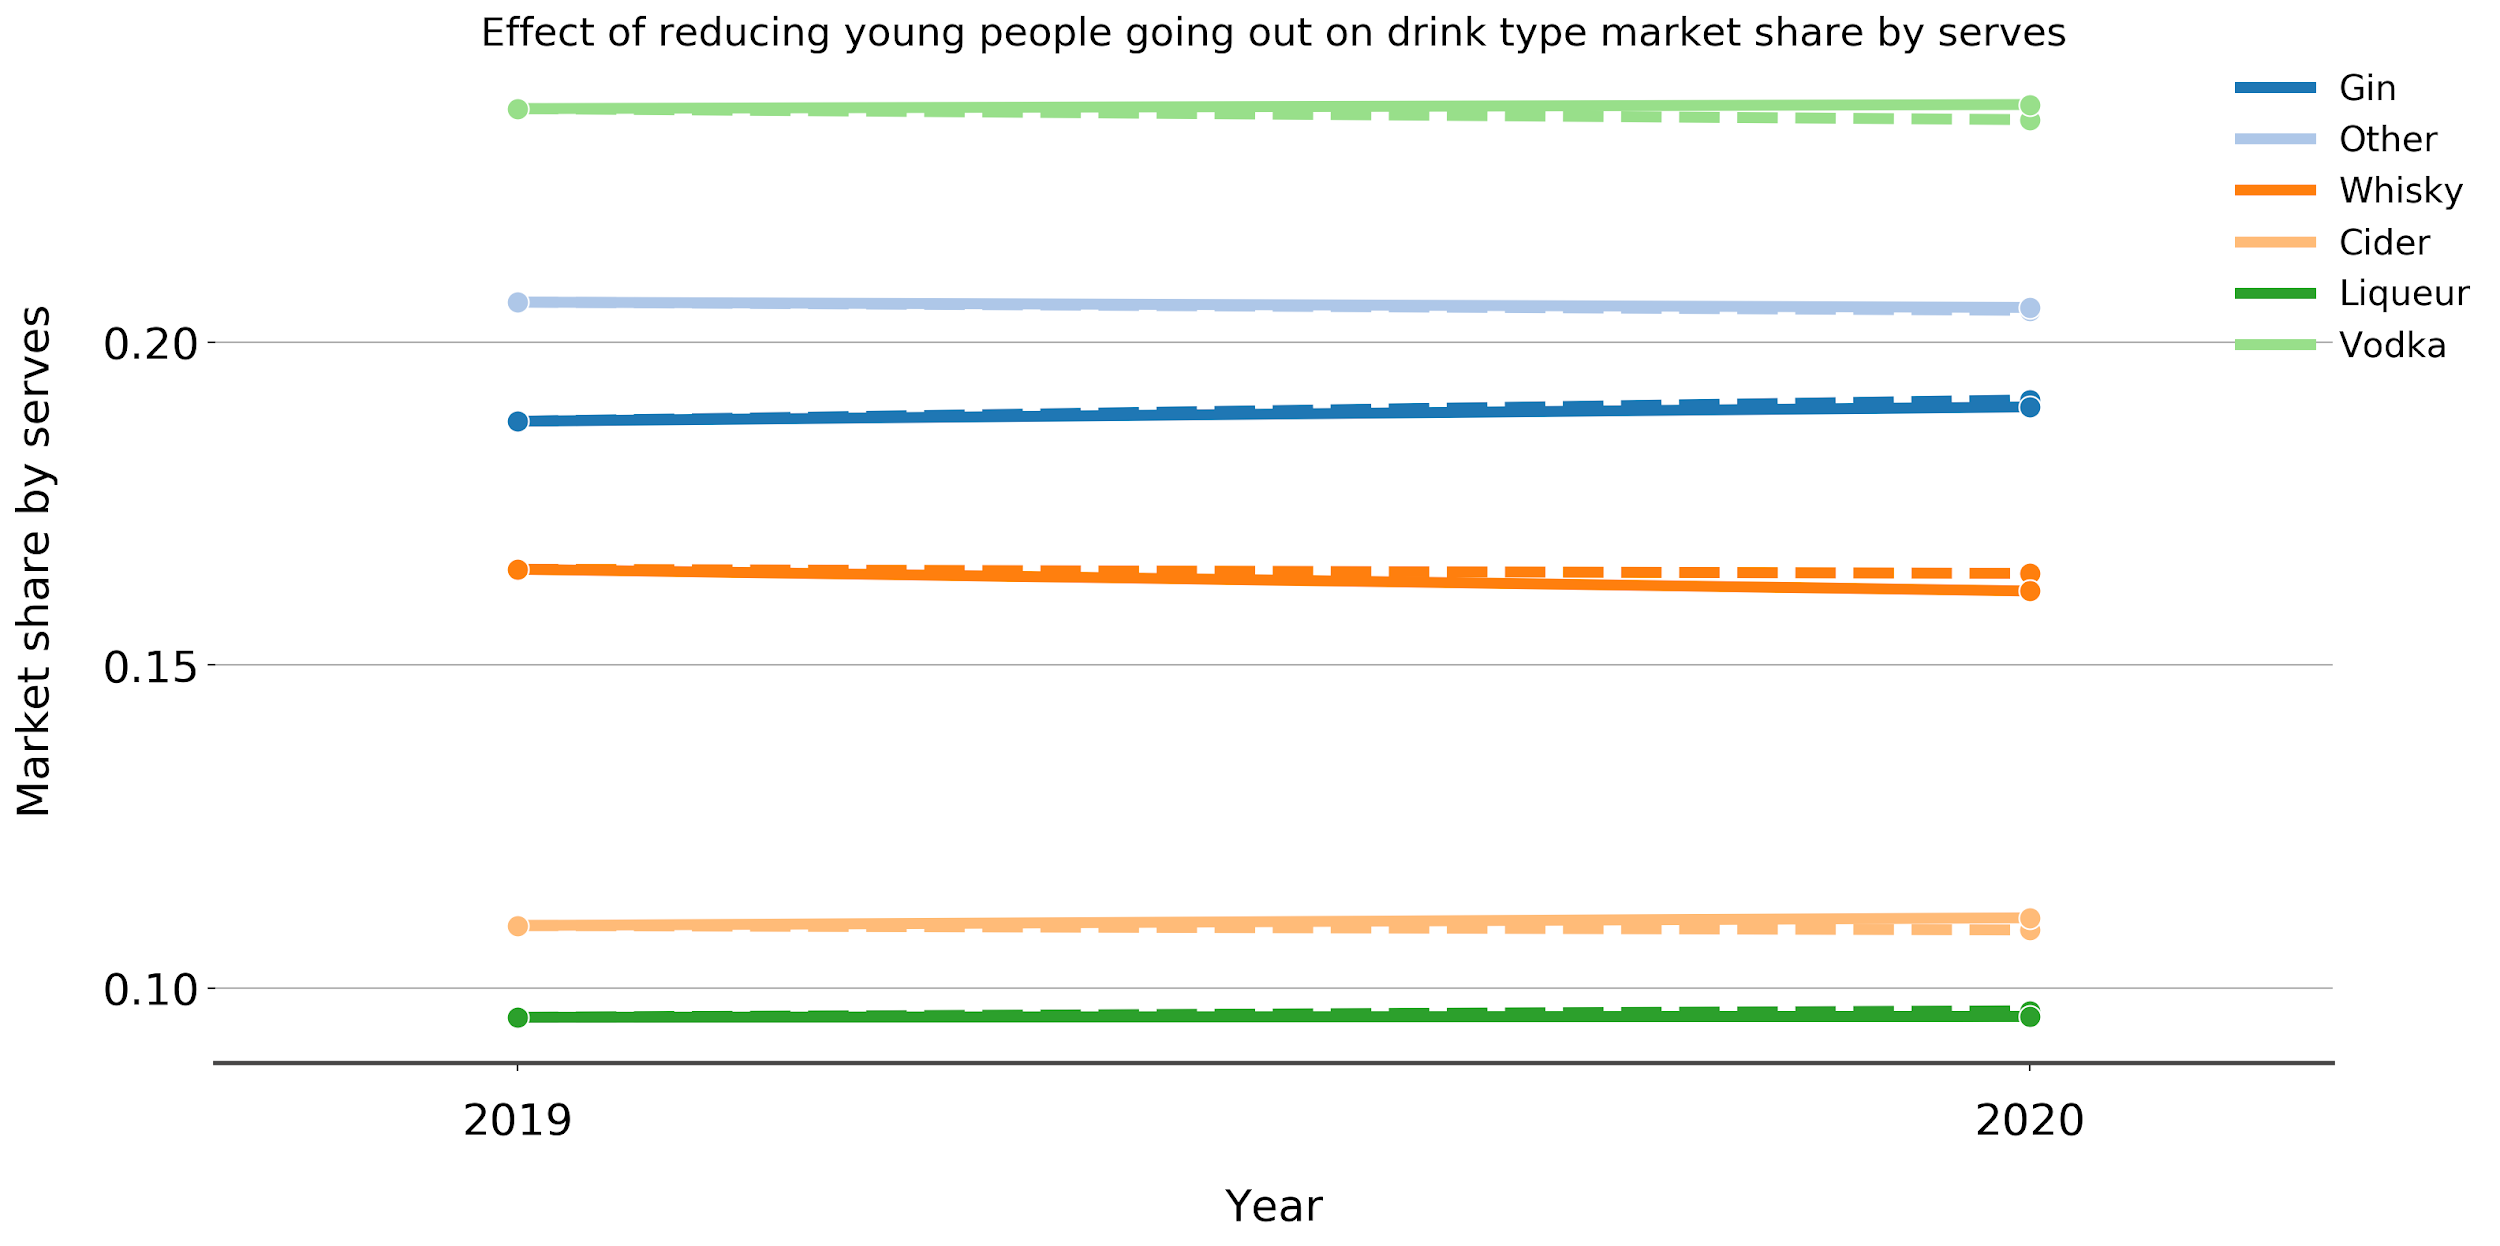 Effect of reducing young people going out on drink type market share by serves
Gin
Other
Whisky
Cider
Liqueur
Vodka
Market share by serves
0.20
0.15
0.10
2019
2020
Year